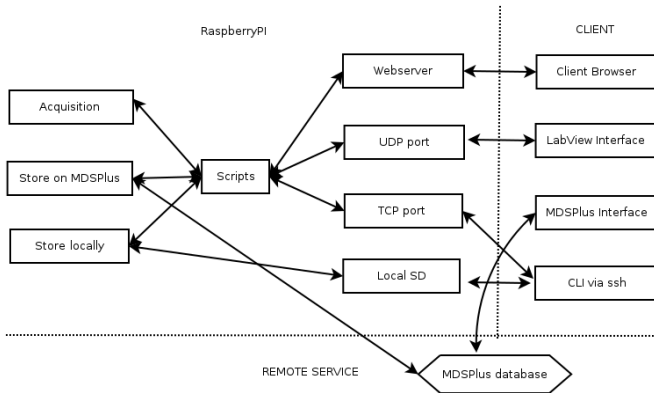 RaspberryPI
CLIENT
Webserver
Client Browser
Acquisition
UDP port
LabView Interface
Store on MDSPlus
Scripts
TCP port
MDSPlus Interface
Store locally
Local SD
CLI via ssh
REMOTE SERVICE
MDSPlus database